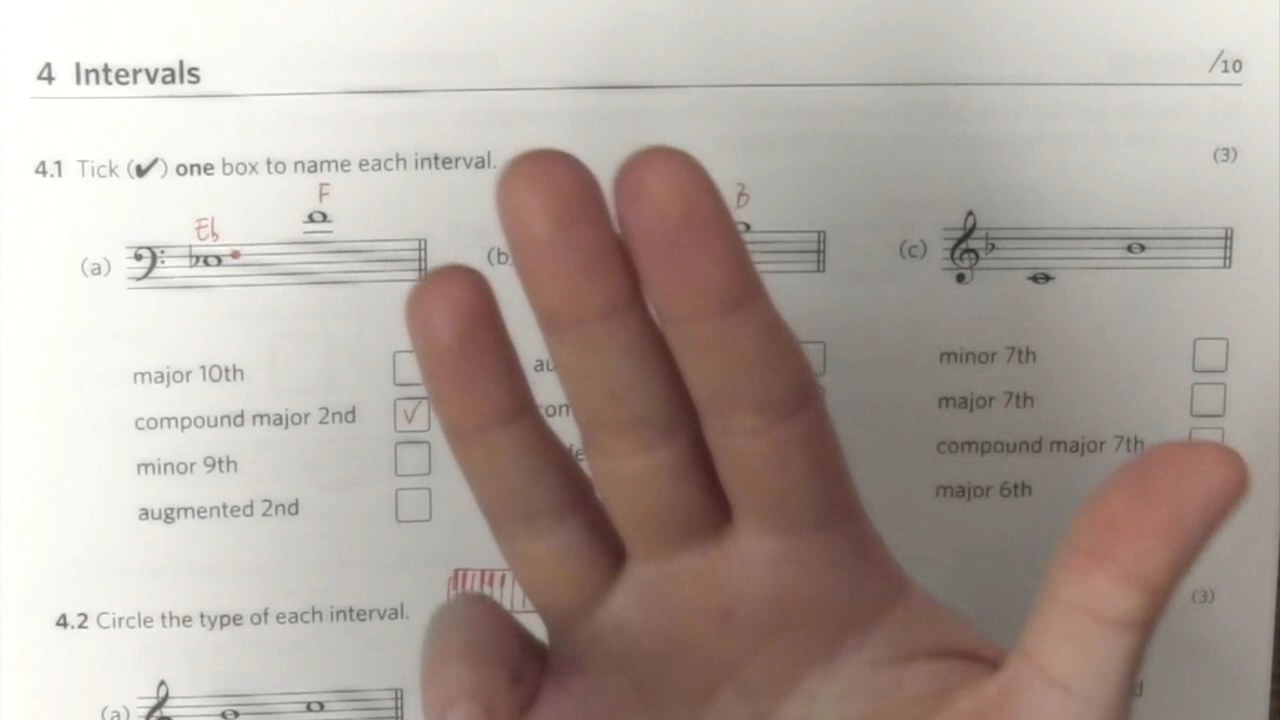 4 Intervals /10
4.1 Tick (✔) one box to name each interval. (3)
Eb F B
(a) (b) (c)
major 10th
compound major 2nd ✓
minor 9th
augmented 2nd
minor 7th
major 7th
compound major 7th
major 6th
4.2 Circle the type of each interval. (3)
(a)